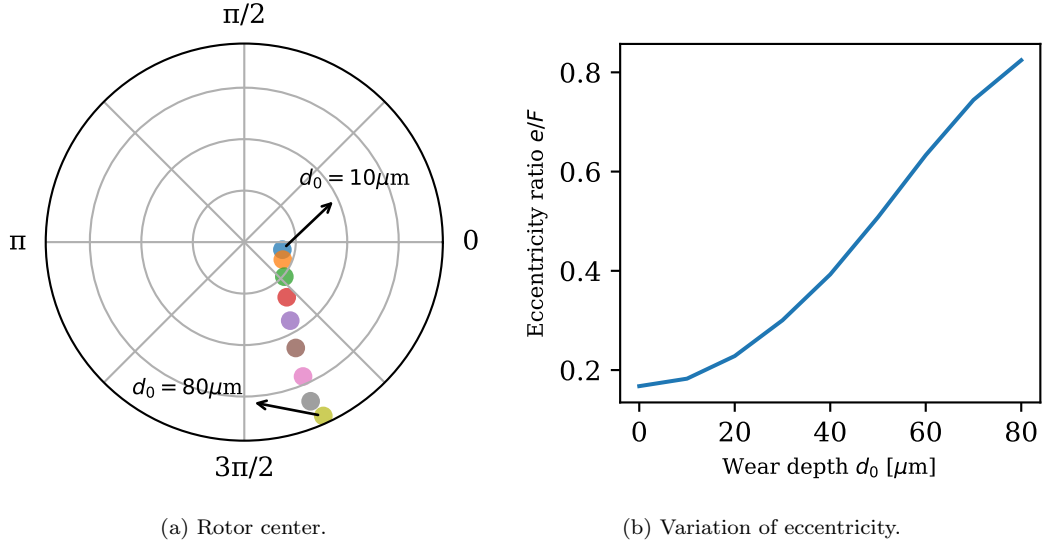 π/2
d₀ = 10μm
π
0
d₀ = 80μm
3π/2
(a) Rotor center.
Eccentricity ratio e/F
0.8
0.6
0.4
0.2
0 20 40 60 80
Wear depth d₀ [μm]
(b) Variation of eccentricity.